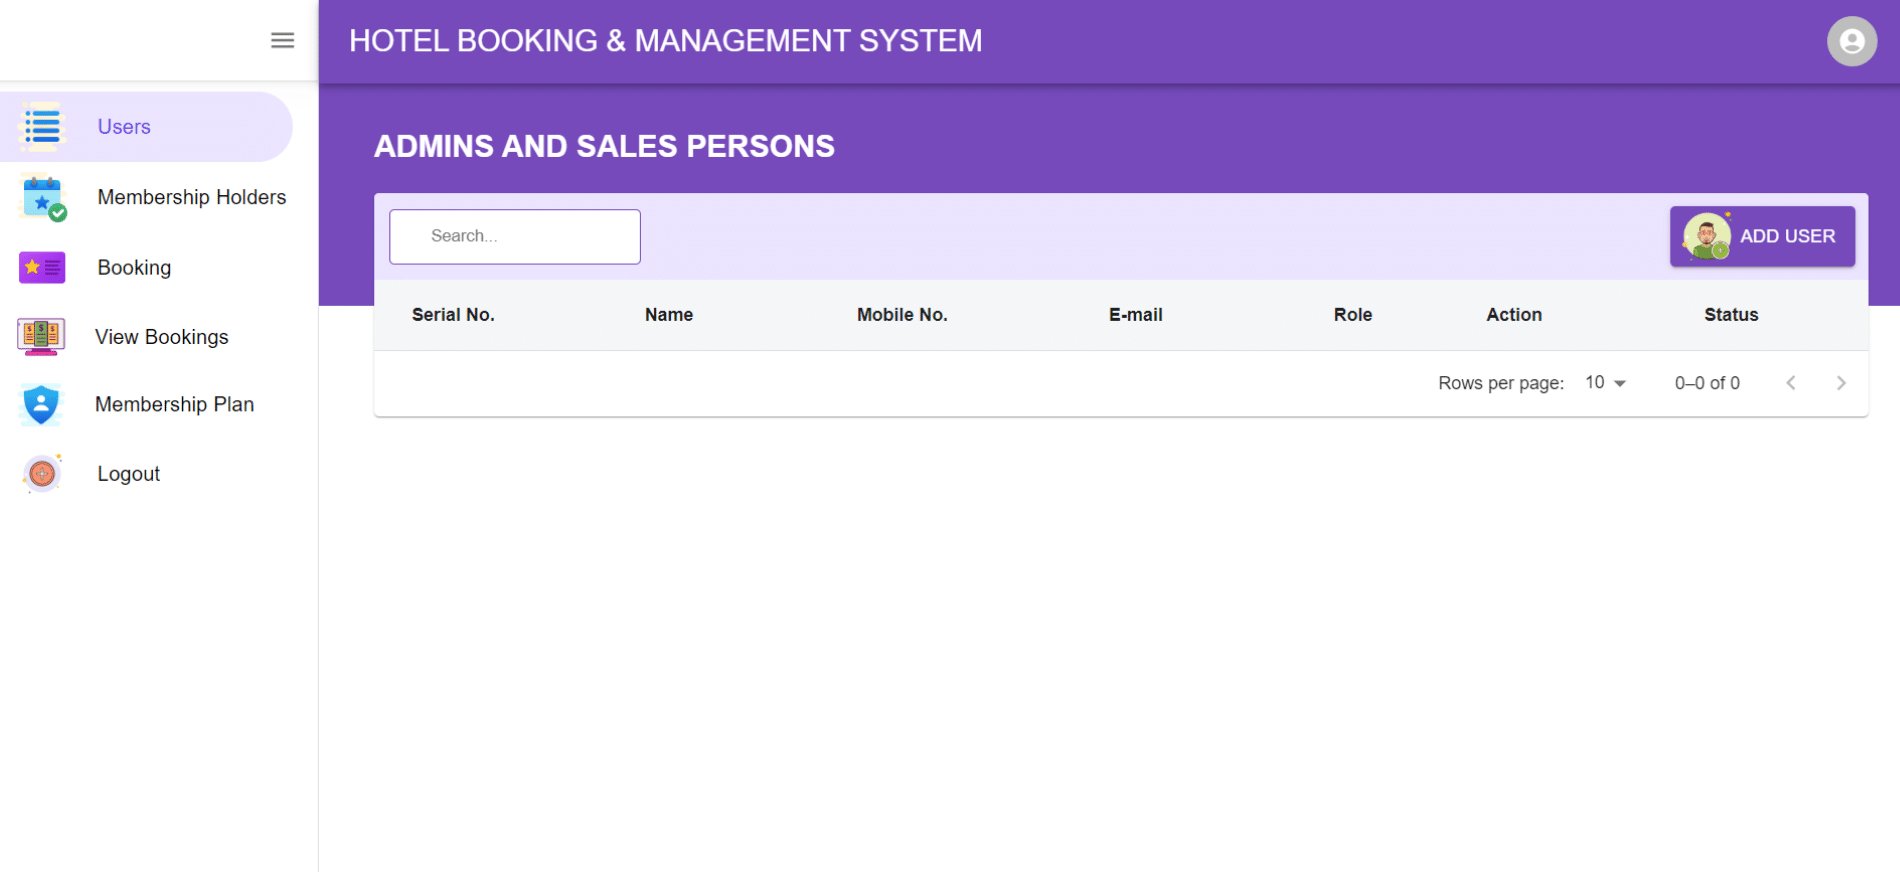 HOTEL BOOKING & MANAGEMENT SYSTEM
Users
Membership Holders
Booking
View Bookings
Membership Plan
Logout
ADMINS AND SALES PERSONS
Search...
ADD USER
Serial No. Name Mobile No. E-mail Role Action Status
Rows per page: 10 0–0 of 0